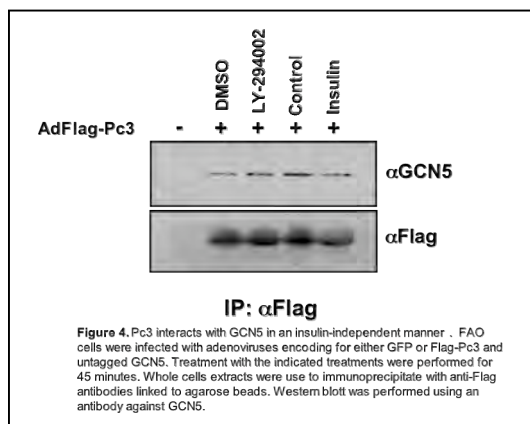 DMSO
LY-294002
Control
Insulin
AdFlag-Pc3 - + + + +
αGCN5
αFlag
IP: αFlag
Figure 4. Pc3 interacts with GCN5 in an insulin-independent manner . FAO
cells were infected with adenoviruses encoding for either GFP or Flag-Pc3 and
untagged GCN5. Treatment with the indicated treatments were performed for
45 minutes. Whole cells extracts were use to immunoprecipitate with anti-Flag
antibodies linked to agarose beads. Western blott was performed using an
antibody against GCN5.